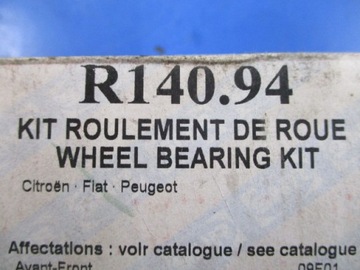 R140.94
KIT ROULEMENT DE ROUE
WHEEL BEARING KIT
Citroën · Fiat · Peugeot
Affectations : voir catalogue / see catalogue
Avant-Front 09F01